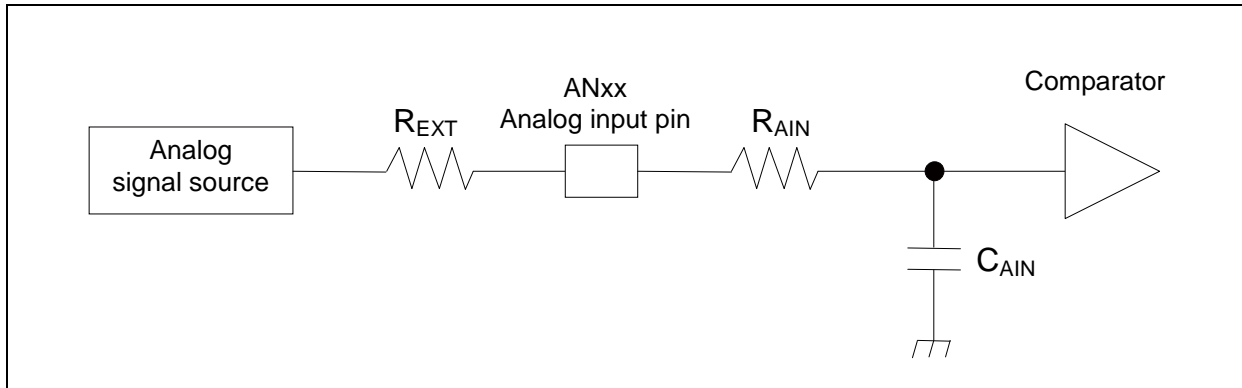 Comparator
ANxx
Analog input pin
REXT
RAIN
Analog
signal source
CAIN